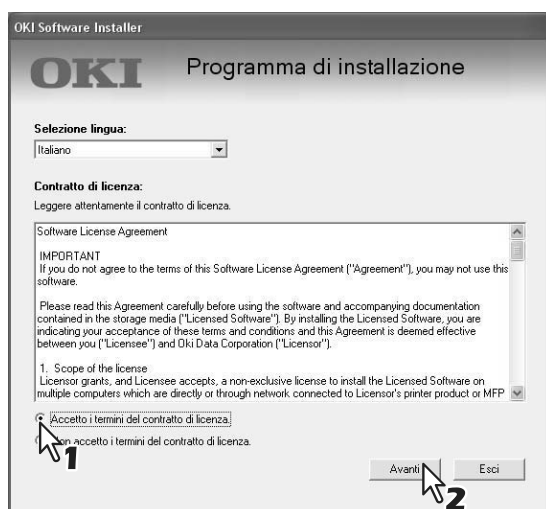 OKI Software Installer
OKI
Programma di installazione
Selezione lingua:
Italiano
Contratto di licenza:
Leggere attentamente il contratto di licenza.
Software License Agreement
IMPORTANT
If you do not agree to the terms of this Software License Agreement ("Agreement"), you may not use this
software.
Please read this Agreement carefully before using the software and accompanying documentation
contained in the storage media ("Licensed Software"). By installing the Licensed Software, you are
indicating your acceptance of these terms and conditions and this Agreement is deemed effective
between you ("Licensee") and Oki Data Corporation ("Licensor").
1. Scope of the license
Licensor grants, and Licensee accepts, a non-exclusive license to install the Licensed Software on
multiple computers which are directly or through network connected to Licensor's printer product or MFP
Accetto i termini del contratto di licenza.
accetto i termini del contratto di licenza.
1
Avanti
Esci
2